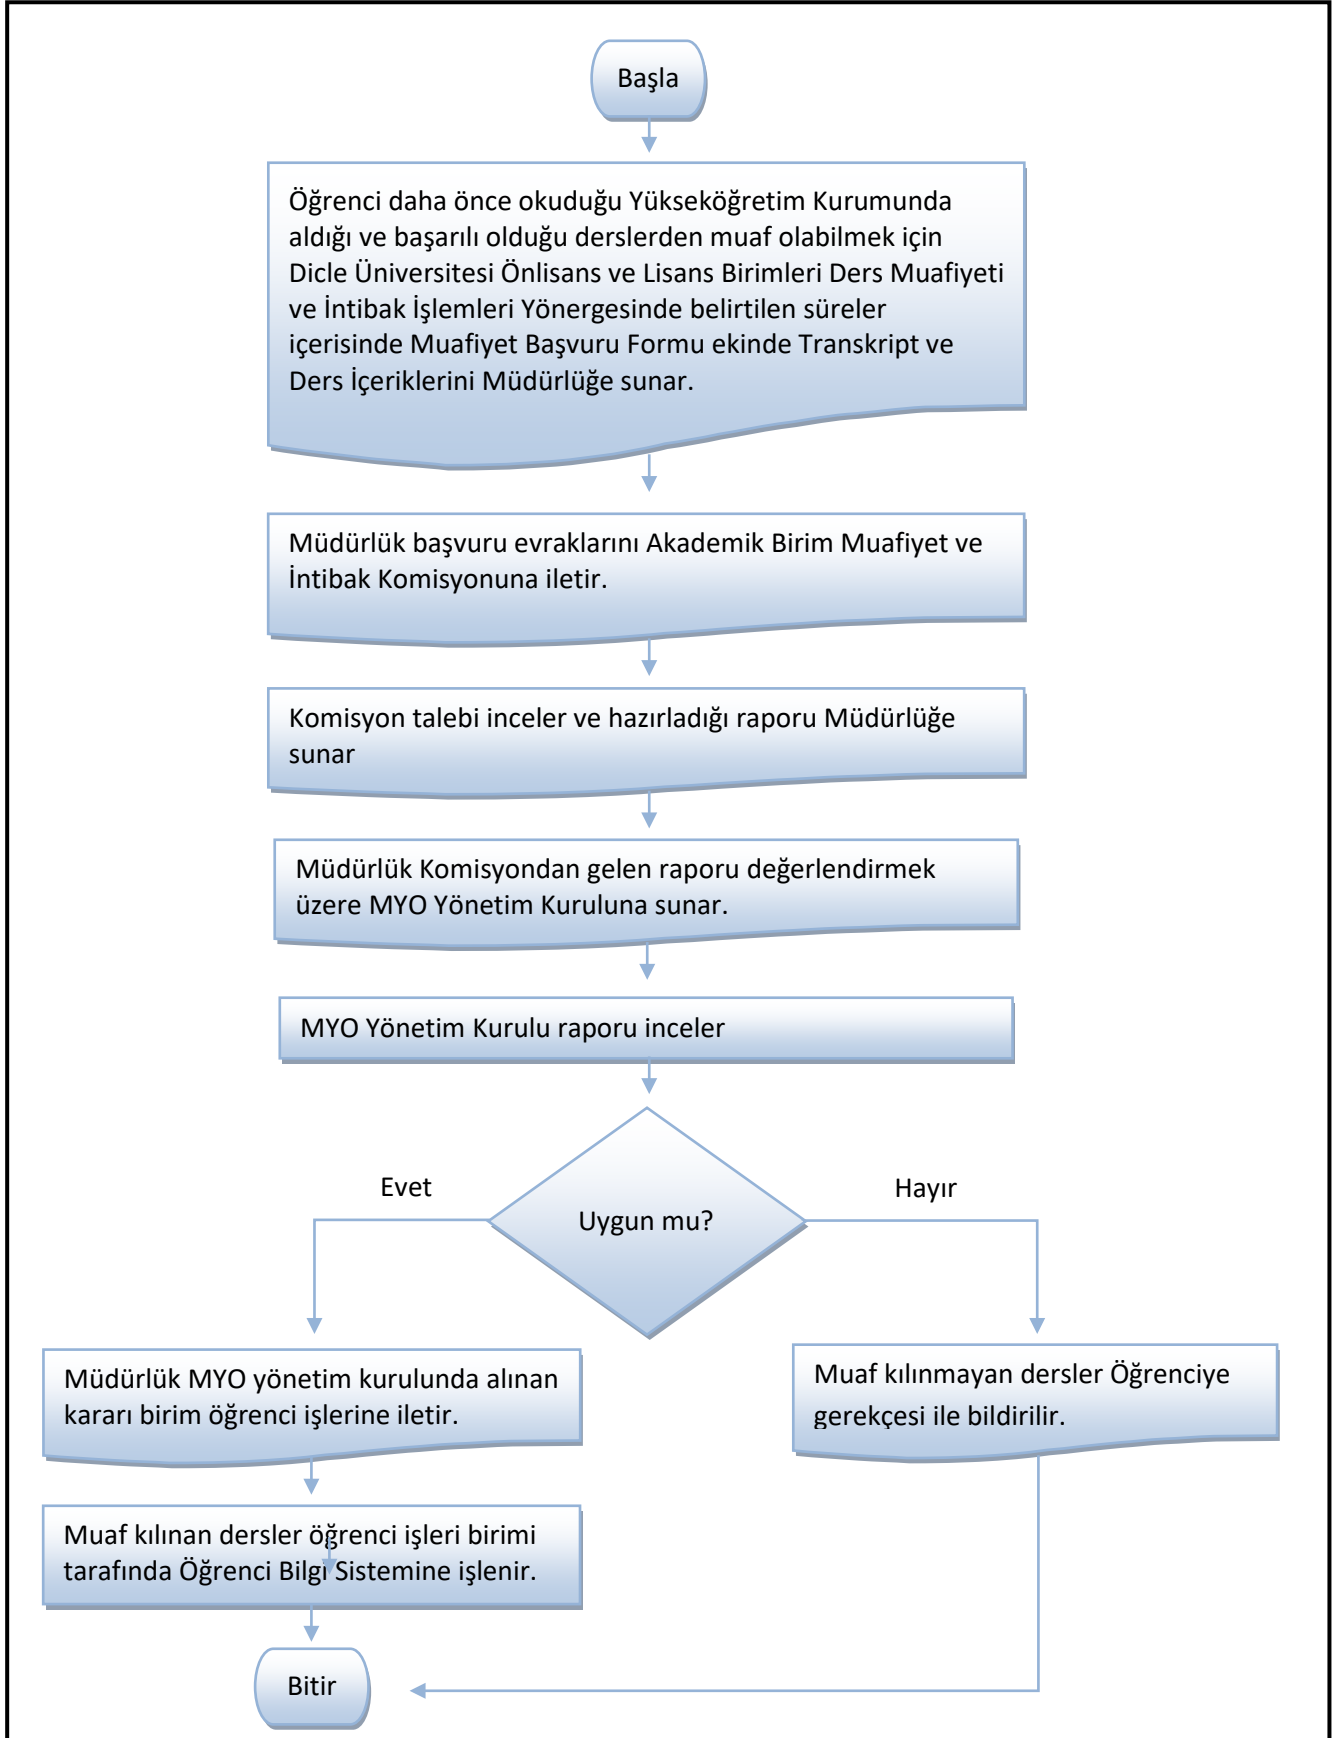 Başla
Öğrenci daha önce okuduğu Yükseköğretim Kurumunda
aldığı ve başarılı olduğu derslerden muaf olabilmek için
Dicle Üniversitesi Önlisans ve Lisans Birimleri Ders Muafiyeti
ve İntibak İşlemleri Yönergesinde belirtilen süreler
içerisinde Muafiyet Başvuru Formu ekinde Transkript ve
Ders İçeriklerini Müdürlüğe sunar.
Müdürlük başvuru evraklarını Akademik Birim Muafiyet ve
İntibak Komisyonuna iletir.
Komisyon talebi inceler ve hazırladığı raporu Müdürlüğe
sunar
Müdürlük Komisyondan gelen raporu değerlendirmek
üzere MYO Yönetim Kuruluna sunar.
MYO Yönetim Kurulu raporu inceler
Evet
Hayır
Uygun mu?
Müdürlük MYO yönetim kurulunda alınan
kararı birim öğrenci işlerine iletir.
Muaf kılınmayan dersler Öğrenciye
gerekçesi ile bildirilir.
Muaf kılınan dersler öğrenci işleri birimi
tarafında Öğrenci Bilgi Sistemine işlenir.
Bitir